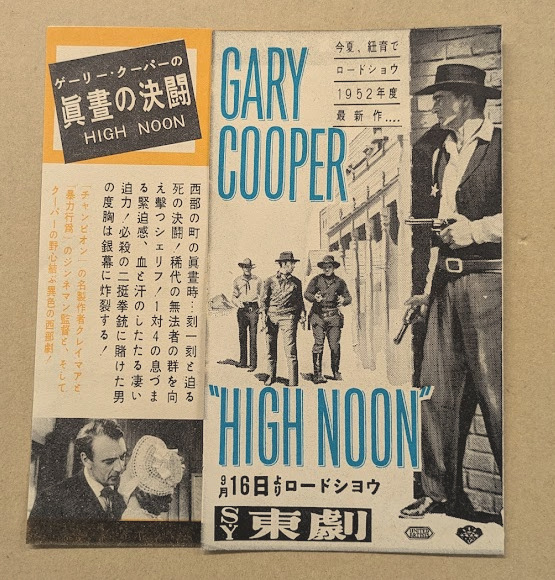 ゲーリー・クーパーの
眞晝の決闘
HIGH NOON
西部の町の眞晝時…刻一刻と迫る
死の決闘！稀代の無法者の群を向
え撃つシェリフ！1対4の息づま
る緊迫感、血と汗のしたたる凄い
迫力！必殺の二挺拳銃に賭けた男
の度胸は銀幕に炸裂する！
「チャンピオン」の名製作者クレイマアと
「暴力行為」のジンネマン監督と、そして
クーパーの野心結ぶ異色の西部劇！
GARY
COOPER
今夏、紐育で
ロードショウ
1952年度
最新作....
"HIGH NOON"
9月16日よりロードショウ
SY 東劇
UNITED ARTISTS